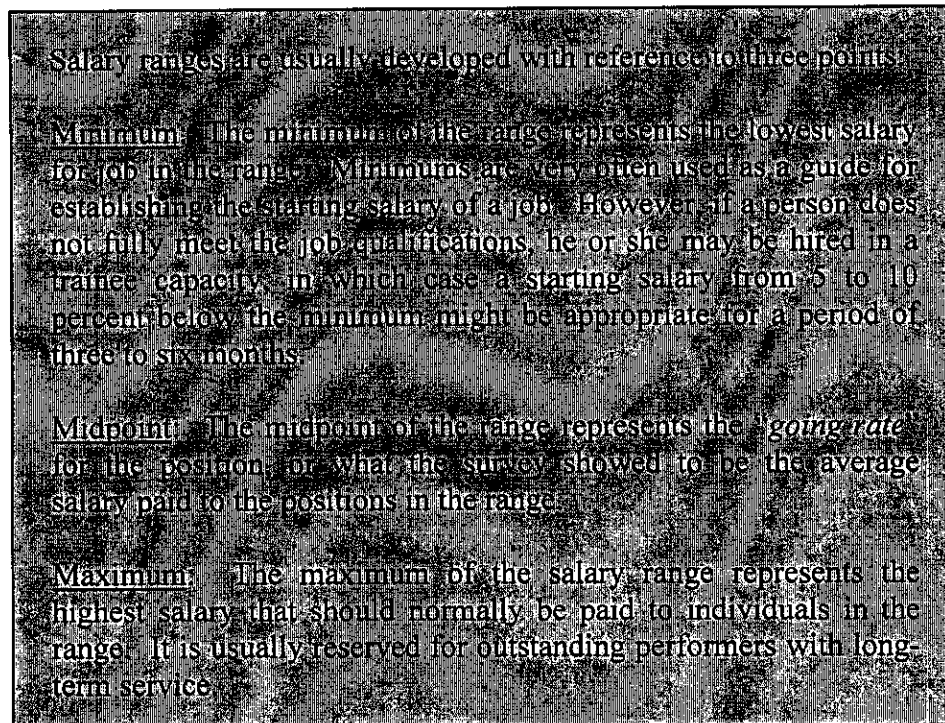 Salary ranges are usually developed with reference to three points:
Minimum: The minimum of the range represents the lowest salary
for job in the range. Minimums are very often used as a guide for
establishing the starting salary of a job. However, if a person does
not fully meet the job qualifications, he or she may be hired in a
trainee capacity, in which case a starting salary from 5 to 10
percent below the minimum might be appropriate for a period of
three to six months.
Midpoint: The midpoint of the range represents the "going rate"
for the position, or what the survey showed to be the average
salary paid to the positions in the range.
Maximum: The maximum of the salary range represents the
highest salary that should normally be paid to individuals in the
range. It is usually reserved for outstanding performers with long-
term service.